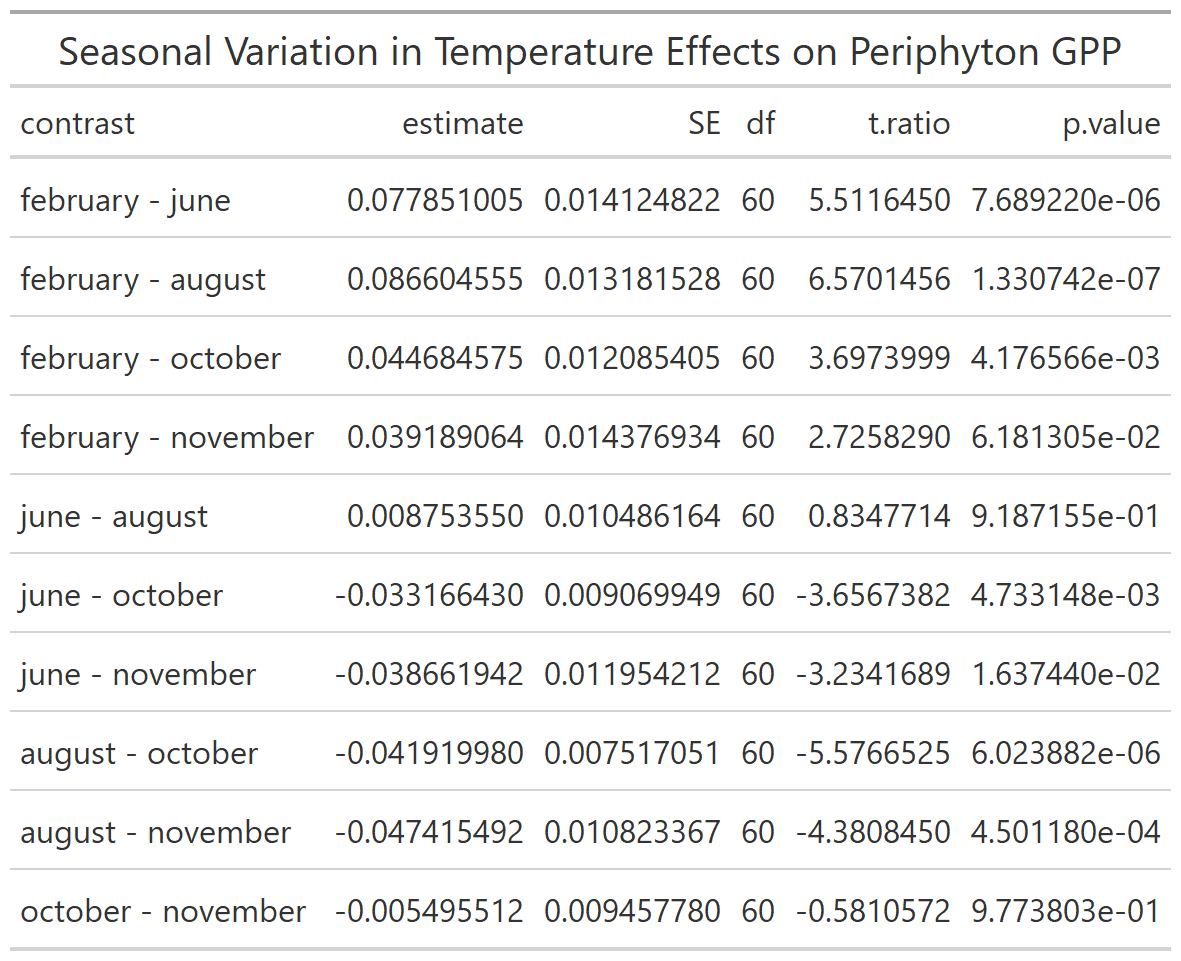 Seasonal Variation in Temperature Effects on Periphyton GPP
contrast estimate SE df t.ratio p.value
february - june 0.077851005 0.014124822 60 5.5116450 7.689220e-06
february - august 0.086604555 0.013181528 60 6.5701456 1.330742e-07
february - october 0.044684575 0.012085405 60 3.6973999 4.176566e-03
february - november 0.039189064 0.014376934 60 2.7258290 6.181305e-02
june - august 0.008753550 0.010486164 60 0.8347714 9.187155e-01
june - october -0.033166430 0.009069949 60 -3.6567382 4.733148e-03
june - november -0.038661942 0.011954212 60 -3.2341689 1.637440e-02
august - october -0.041919980 0.007517051 60 -5.5766525 6.023882e-06
august - november -0.047415492 0.010823367 60 -4.3808450 4.501180e-04
october - november -0.005495512 0.009457780 60 -0.5810572 9.773803e-01